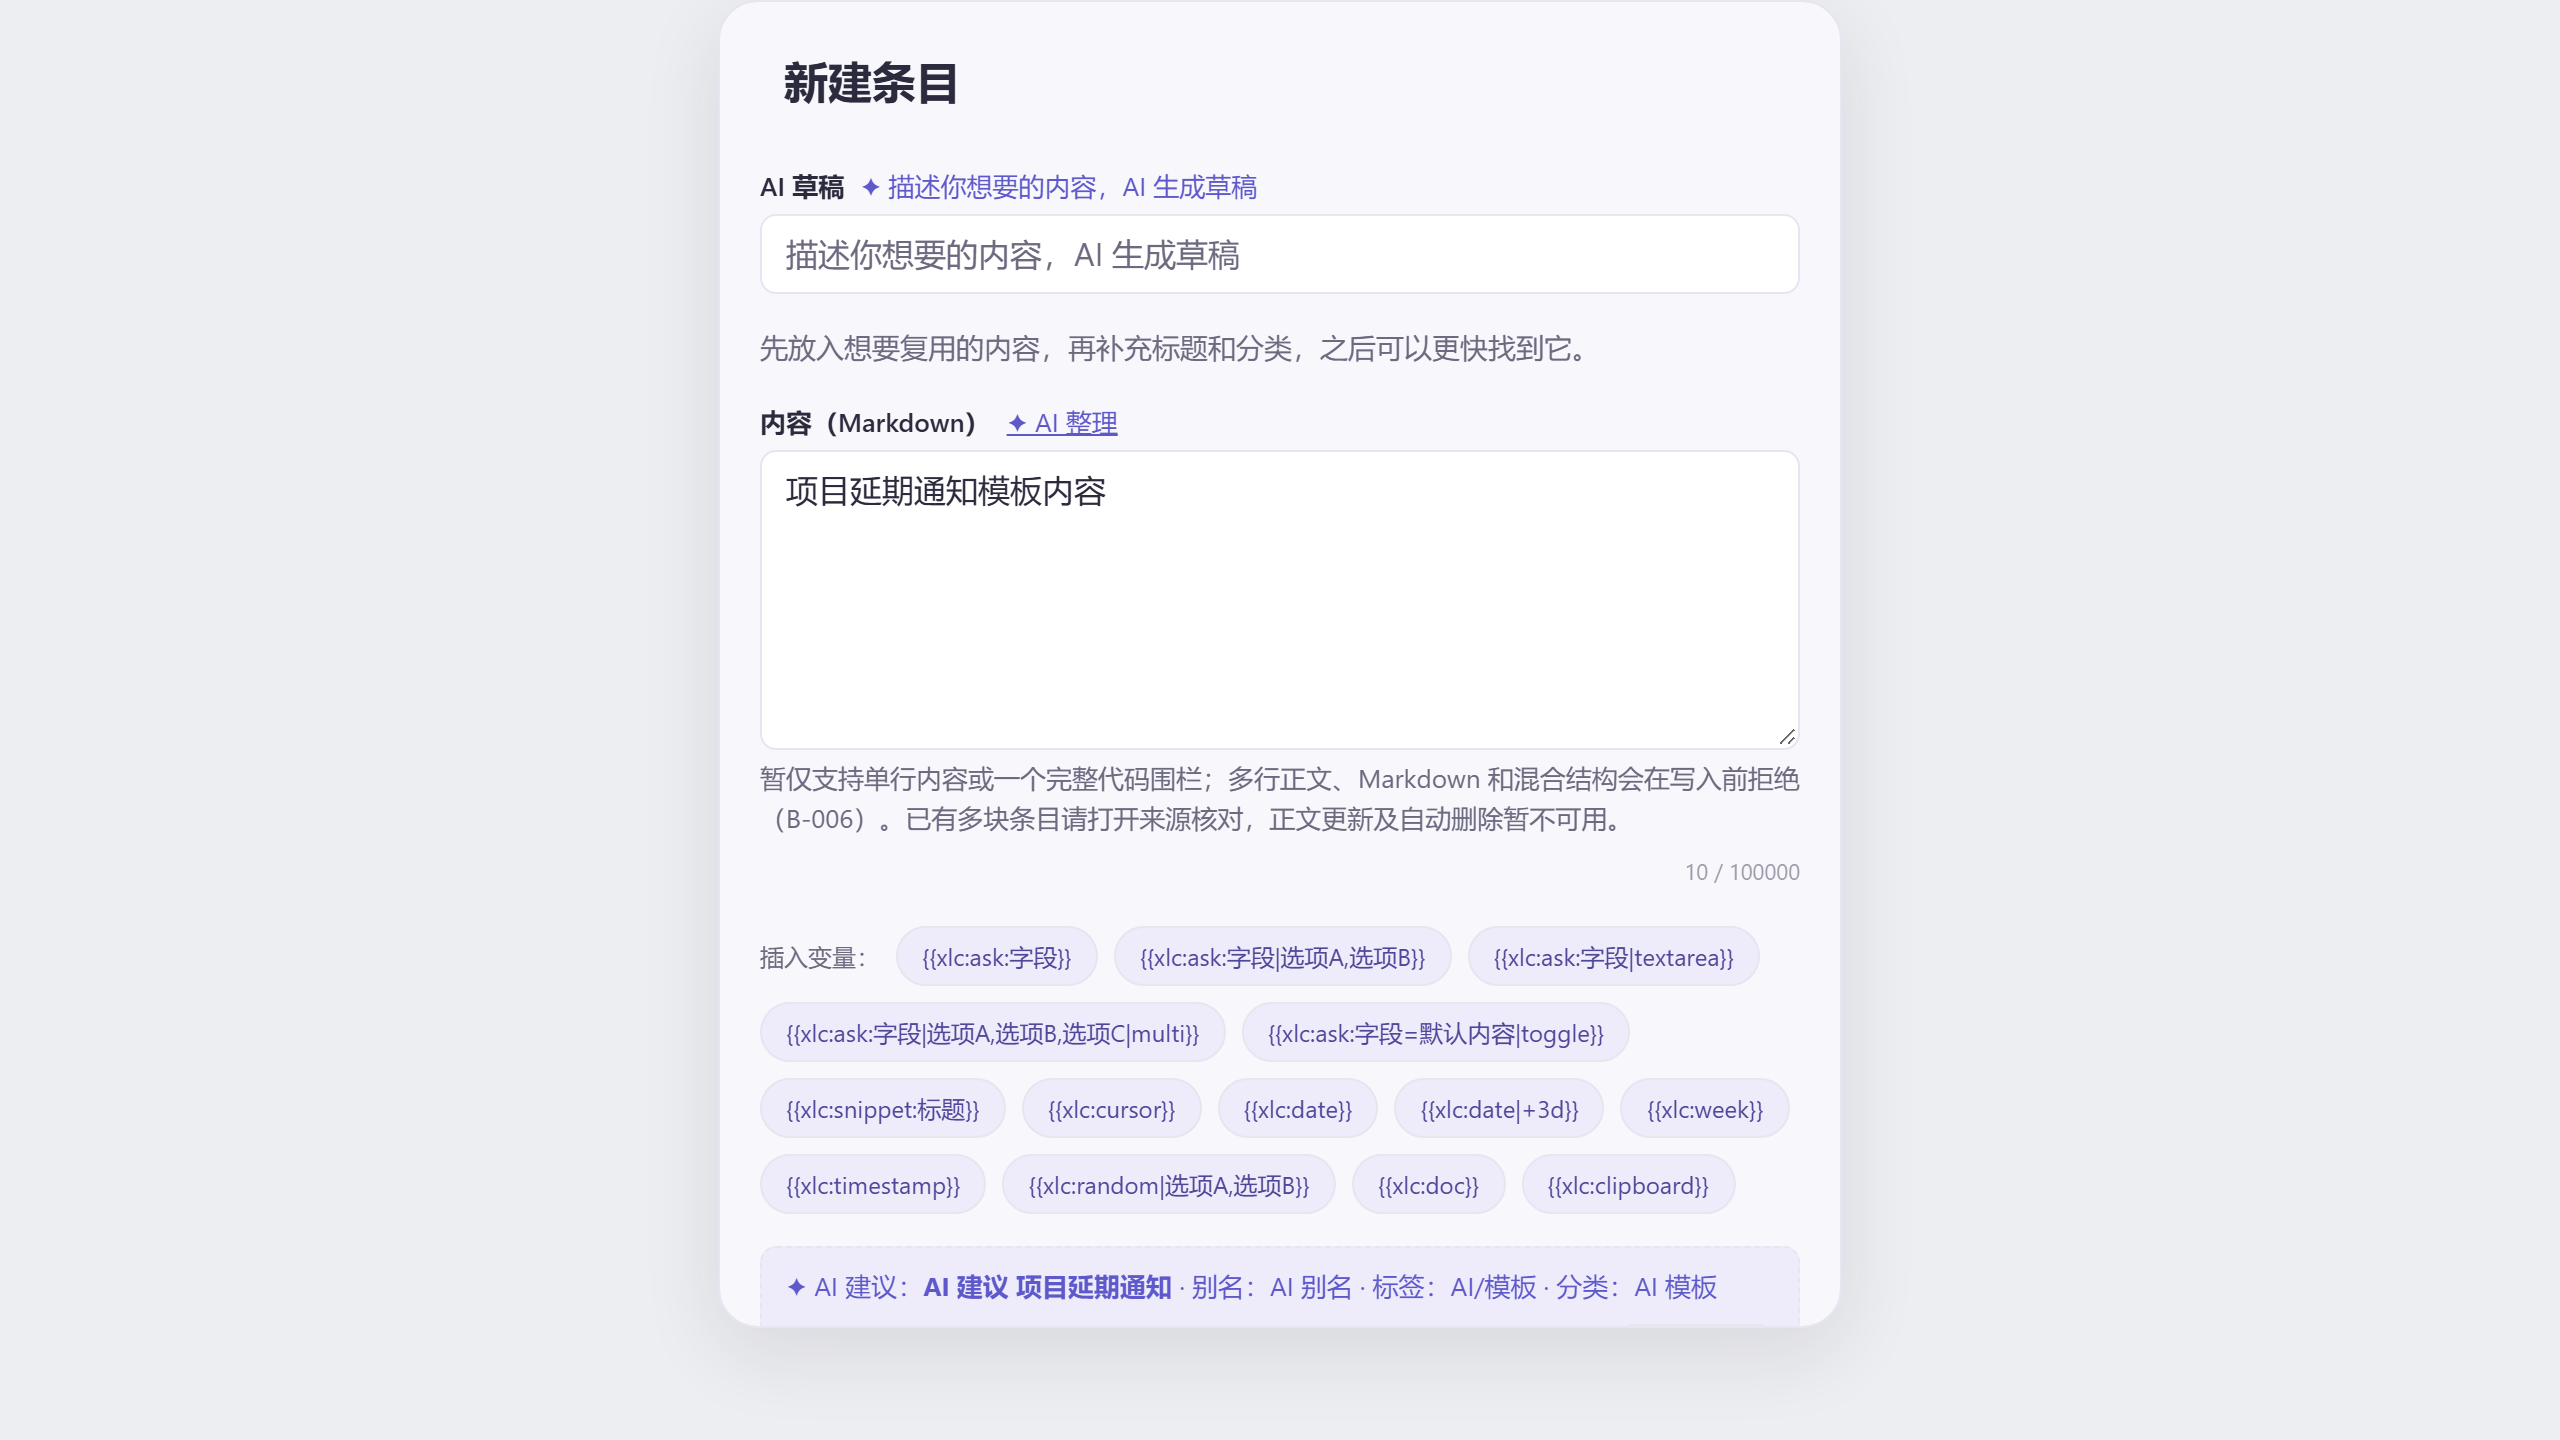 新建条目
AI 草稿 ✦ 描述你想要的内容，AI 生成草稿
描述你想要的内容，AI 生成草稿
先放入想要复用的内容，再补充标题和分类，之后可以更快找到它。
内容（Markdown） ✦ AI 整理
项目延期通知模板内容
暂仅支持单行内容或一个完整代码围栏；多行正文、Markdown 和混合结构会在写入前拒绝
（B-006）。已有多块条目请打开来源核对，正文更新及自动删除暂不可用。
10 / 100000
插入变量： {{xlc:ask:字段}} {{xlc:ask:字段|选项A,选项B}} {{xlc:ask:字段|textarea}}
{{xlc:ask:字段|选项A,选项B,选项C|multi}} {{xlc:ask:字段=默认内容|toggle}}
{{xlc:snippet:标题}} {{xlc:cursor}} {{xlc:date}} {{xlc:date|+3d}} {{xlc:week}}
{{xlc:timestamp}} {{xlc:random|选项A,选项B}} {{xlc:doc}} {{xlc:clipboard}}
✦ AI 建议：AI 建议 项目延期通知 · 别名：AI 别名 · 标签：AI/模板 · 分类：AI 模板